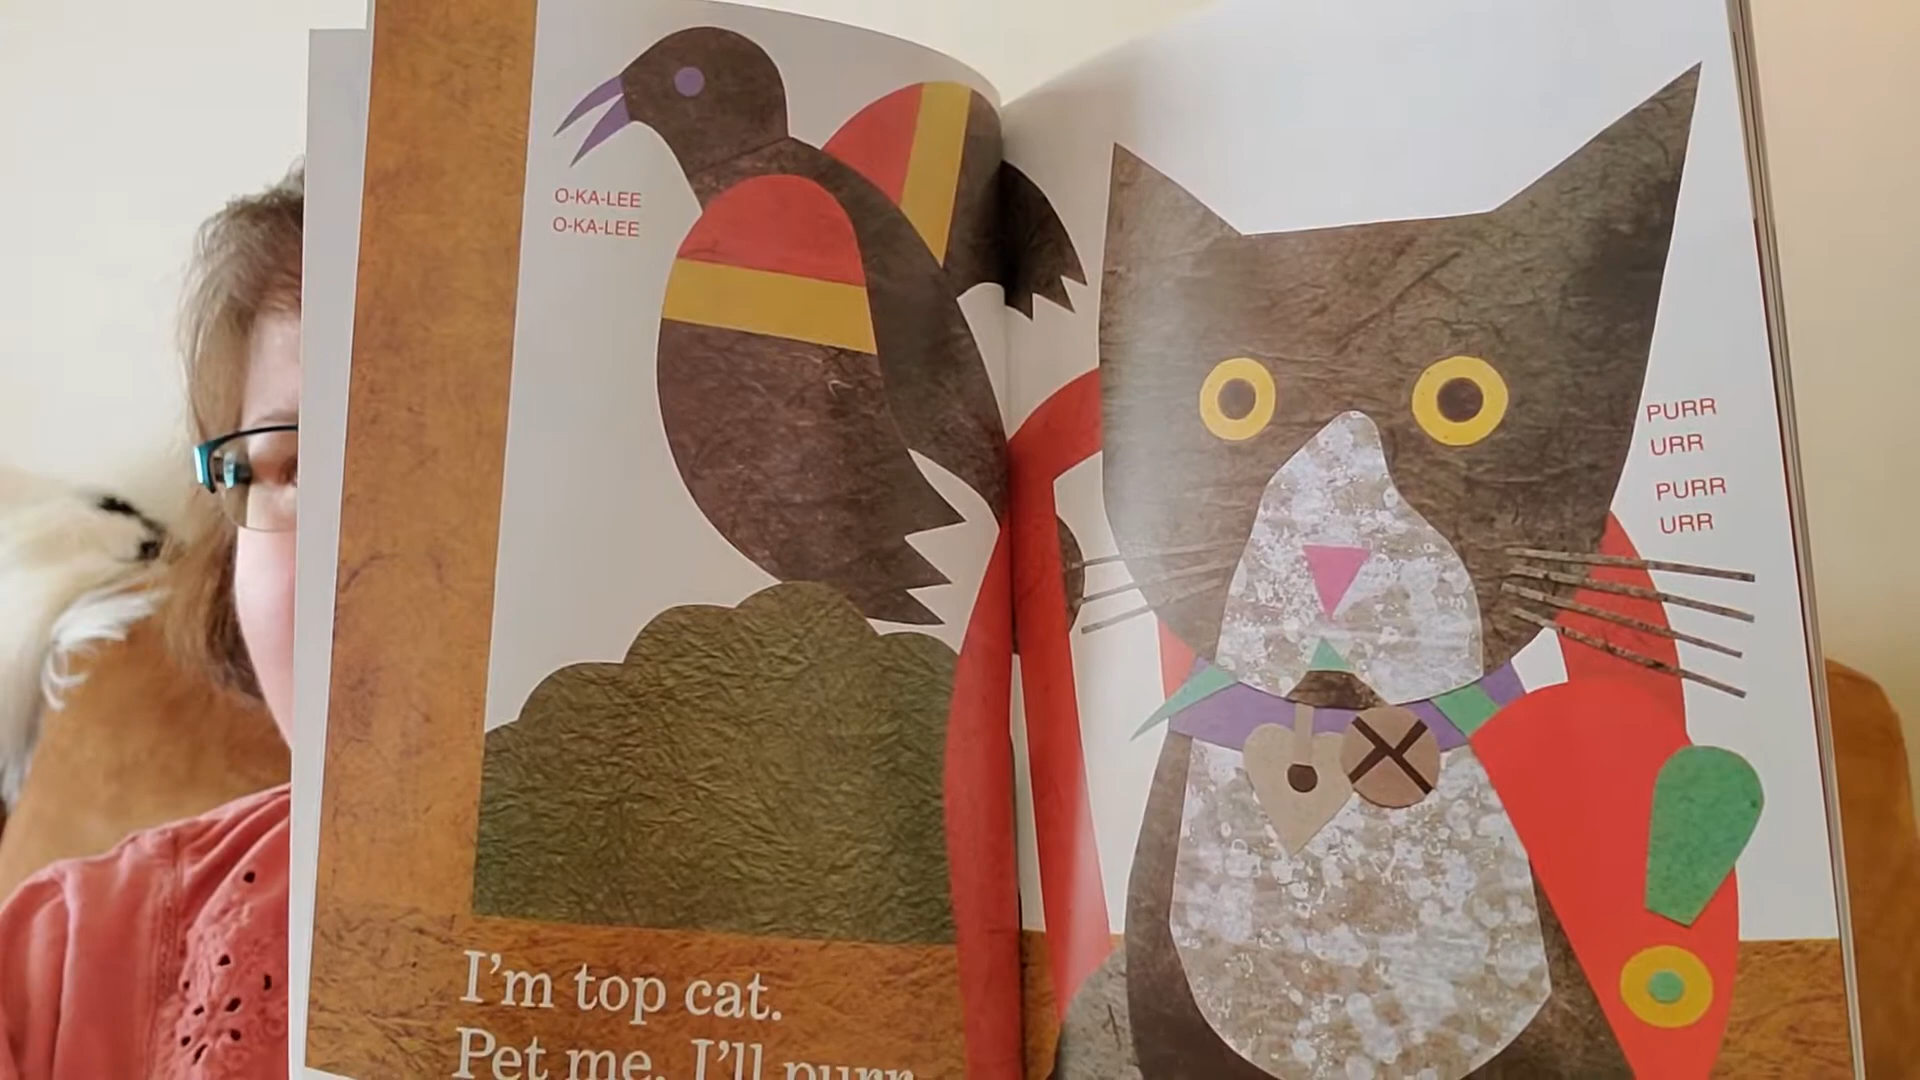 O-KA-LEE
O-KA-LEE
PURR
URR
PURR
URR
I'm top cat.
Pet me. I'll purr